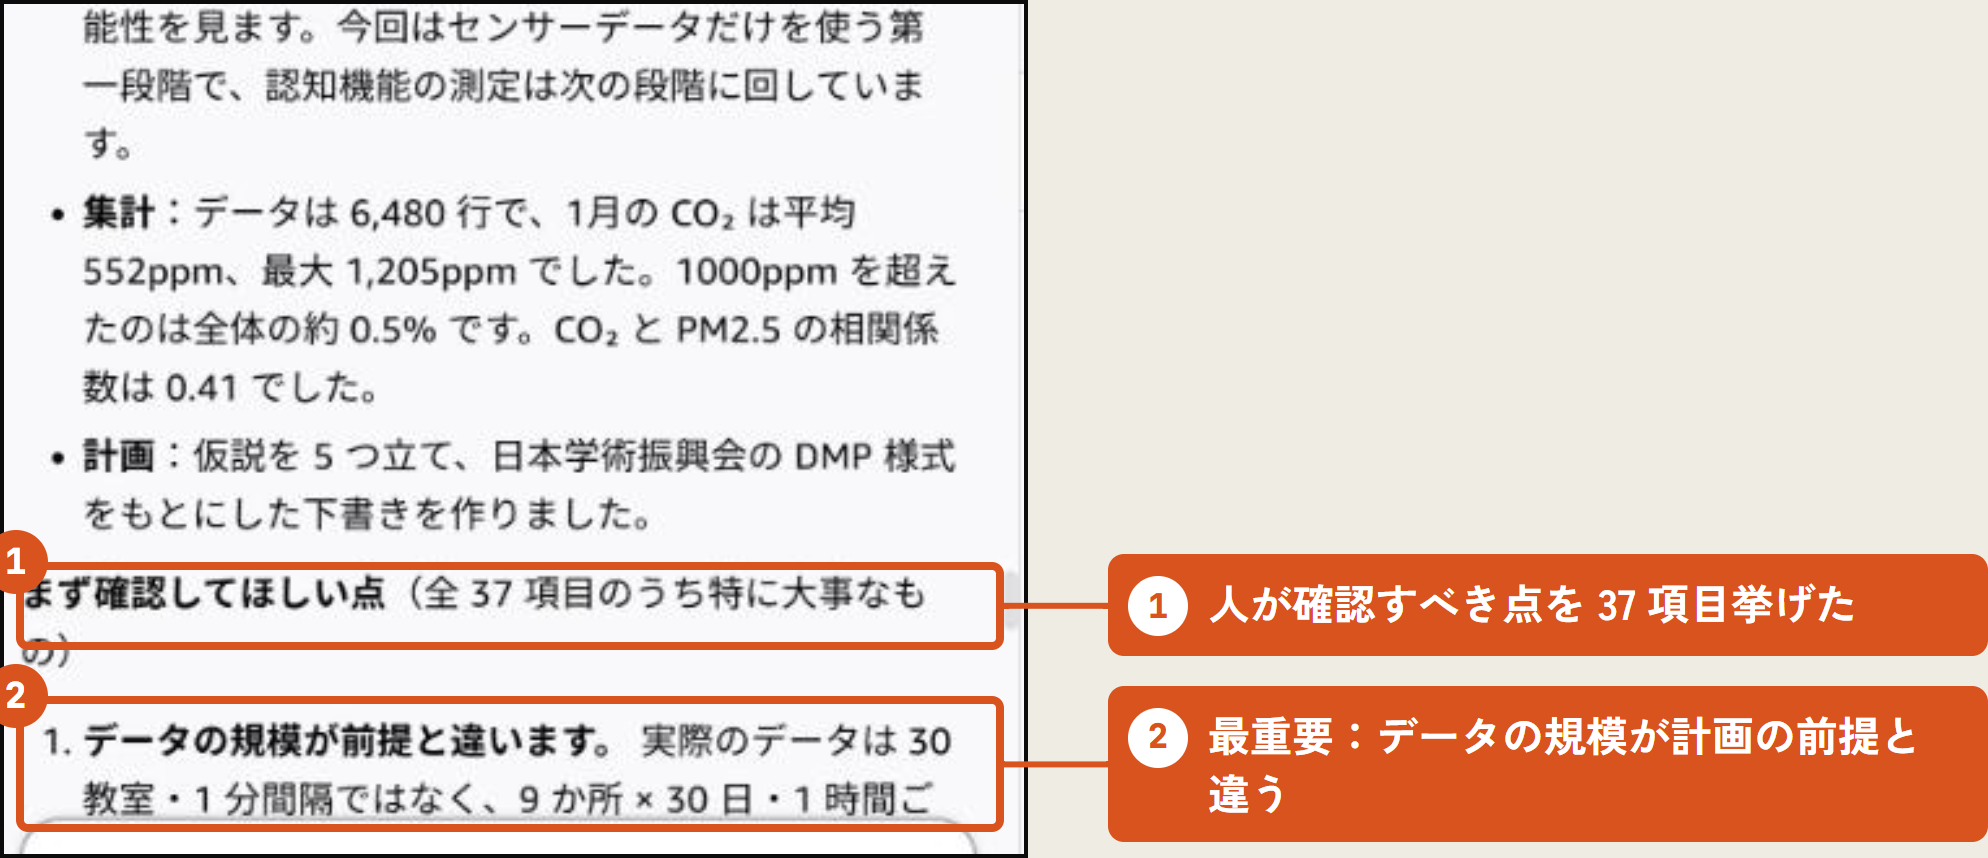 能性を見ます。今回はセンサーデータだけを使う第
一段階で、認知機能の測定は次の段階に回していま
す。
• 集計：データは 6,480 行で、1月の CO₂ は平均
552ppm、最大 1,205ppm でした。1000ppm を超え
たのは全体の約 0.5% です。CO₂ と PM2.5 の相関係
数は 0.41 でした。
• 計画：仮説を 5 つ立て、日本学術振興会の DMP 様式
をもとにした下書きを作りました。
1
まず確認してほしい点（全 37 項目のうち特に大事なも
の）
2
1. データの規模が前提と違います。 実際のデータは 30
教室・1 分間隔ではなく、9 か所 × 30 日・1 時間ご
1 人が確認すべき点を 37 項目挙げた
2 最重要：データの規模が計画の前提と
違う